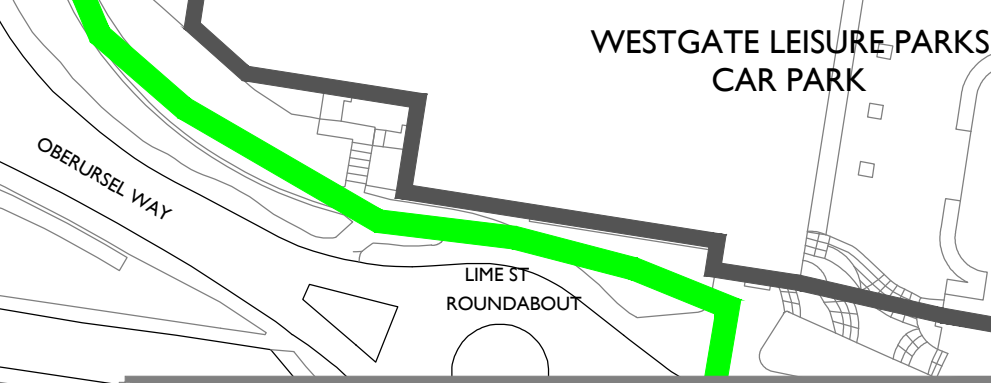 WESTGATE LEISURE PARKS
CAR PARK
OBERURSEL WAY
LIME ST
ROUNDABOUT